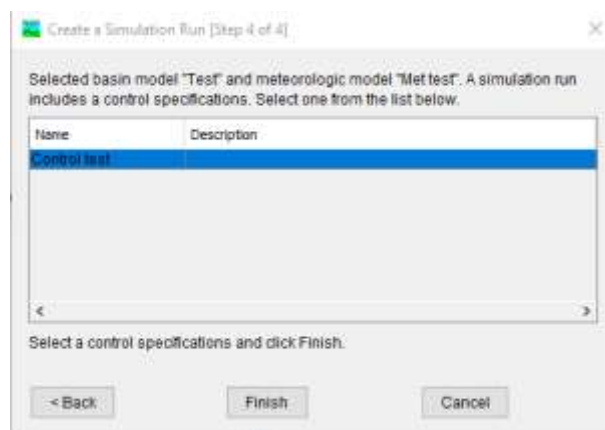 Create a Simulation Run [Step 4 of 4]
Selected basin model "Test" and meteorologic model "Met test". A simulation run
includes a control specifications. Select one from the list below.
Name Description
Control test
Select a control specifications and click Finish.
< Back Finish Cancel